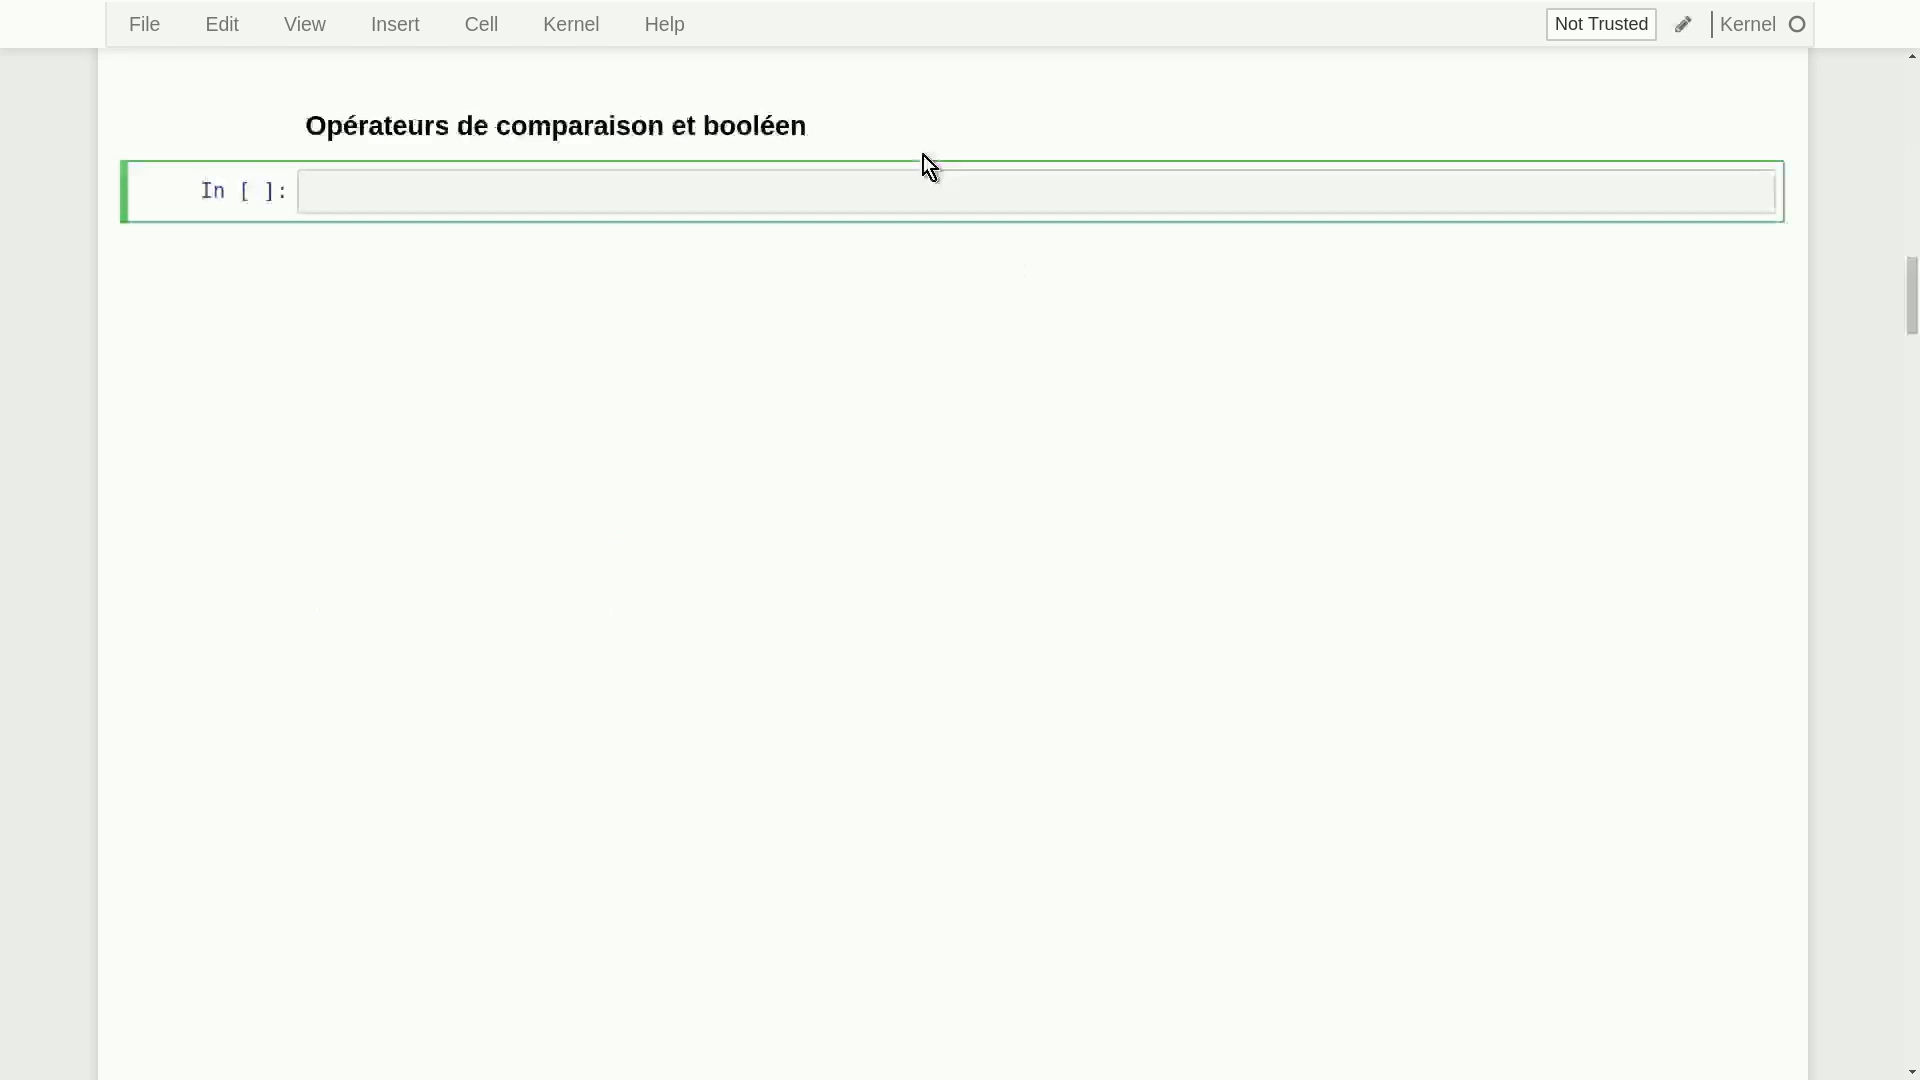 File Edit View Insert Cell Kernel Help Not Trusted Kernel
Opérateurs de comparaison et booléen
In [ ]: